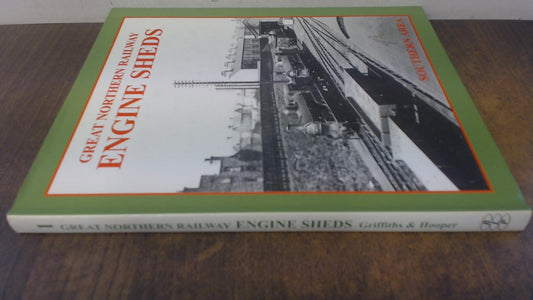 GREAT NORTHERN RAILWAY
ENGINE SHEDS
SOUTHERN AREA
1 GREAT NORTHERN RAILWAY ENGINE SHEDS Griffiths & Hooper